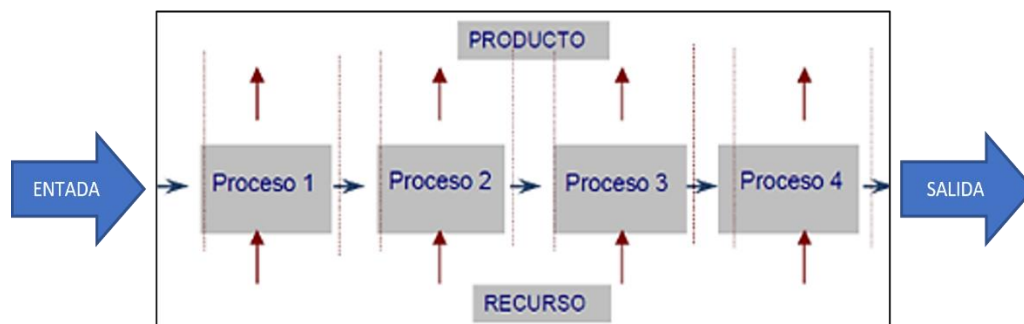 PRODUCTO
ENTADA
Proceso 1
Proceso 2
Proceso 3
Proceso 4
SALIDA
RECURSO